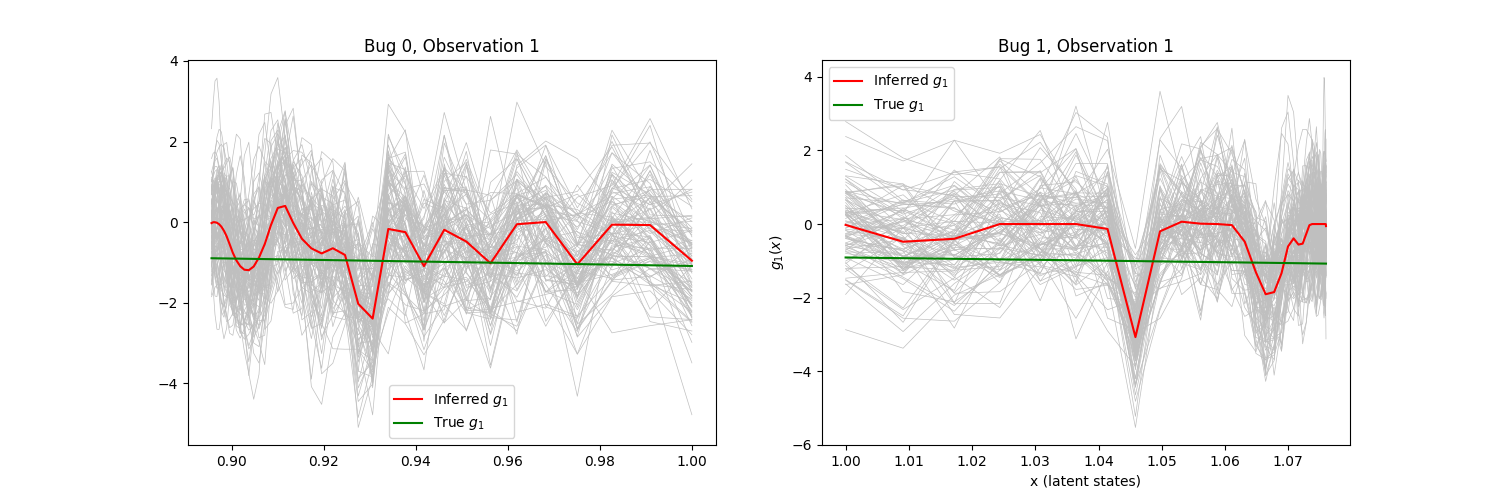 Bug 0, Observation 1
4
2
0
−2
−4
Inferred g₁
True g₁
0.90 0.92 0.94 0.96 0.98 1.00
Bug 1, Observation 1
Inferred g₁
True g₁
4
2
0
−2
−4
−6
g₁(x)
1.00 1.01 1.02 1.03 1.04 1.05 1.06 1.07
x (latent states)